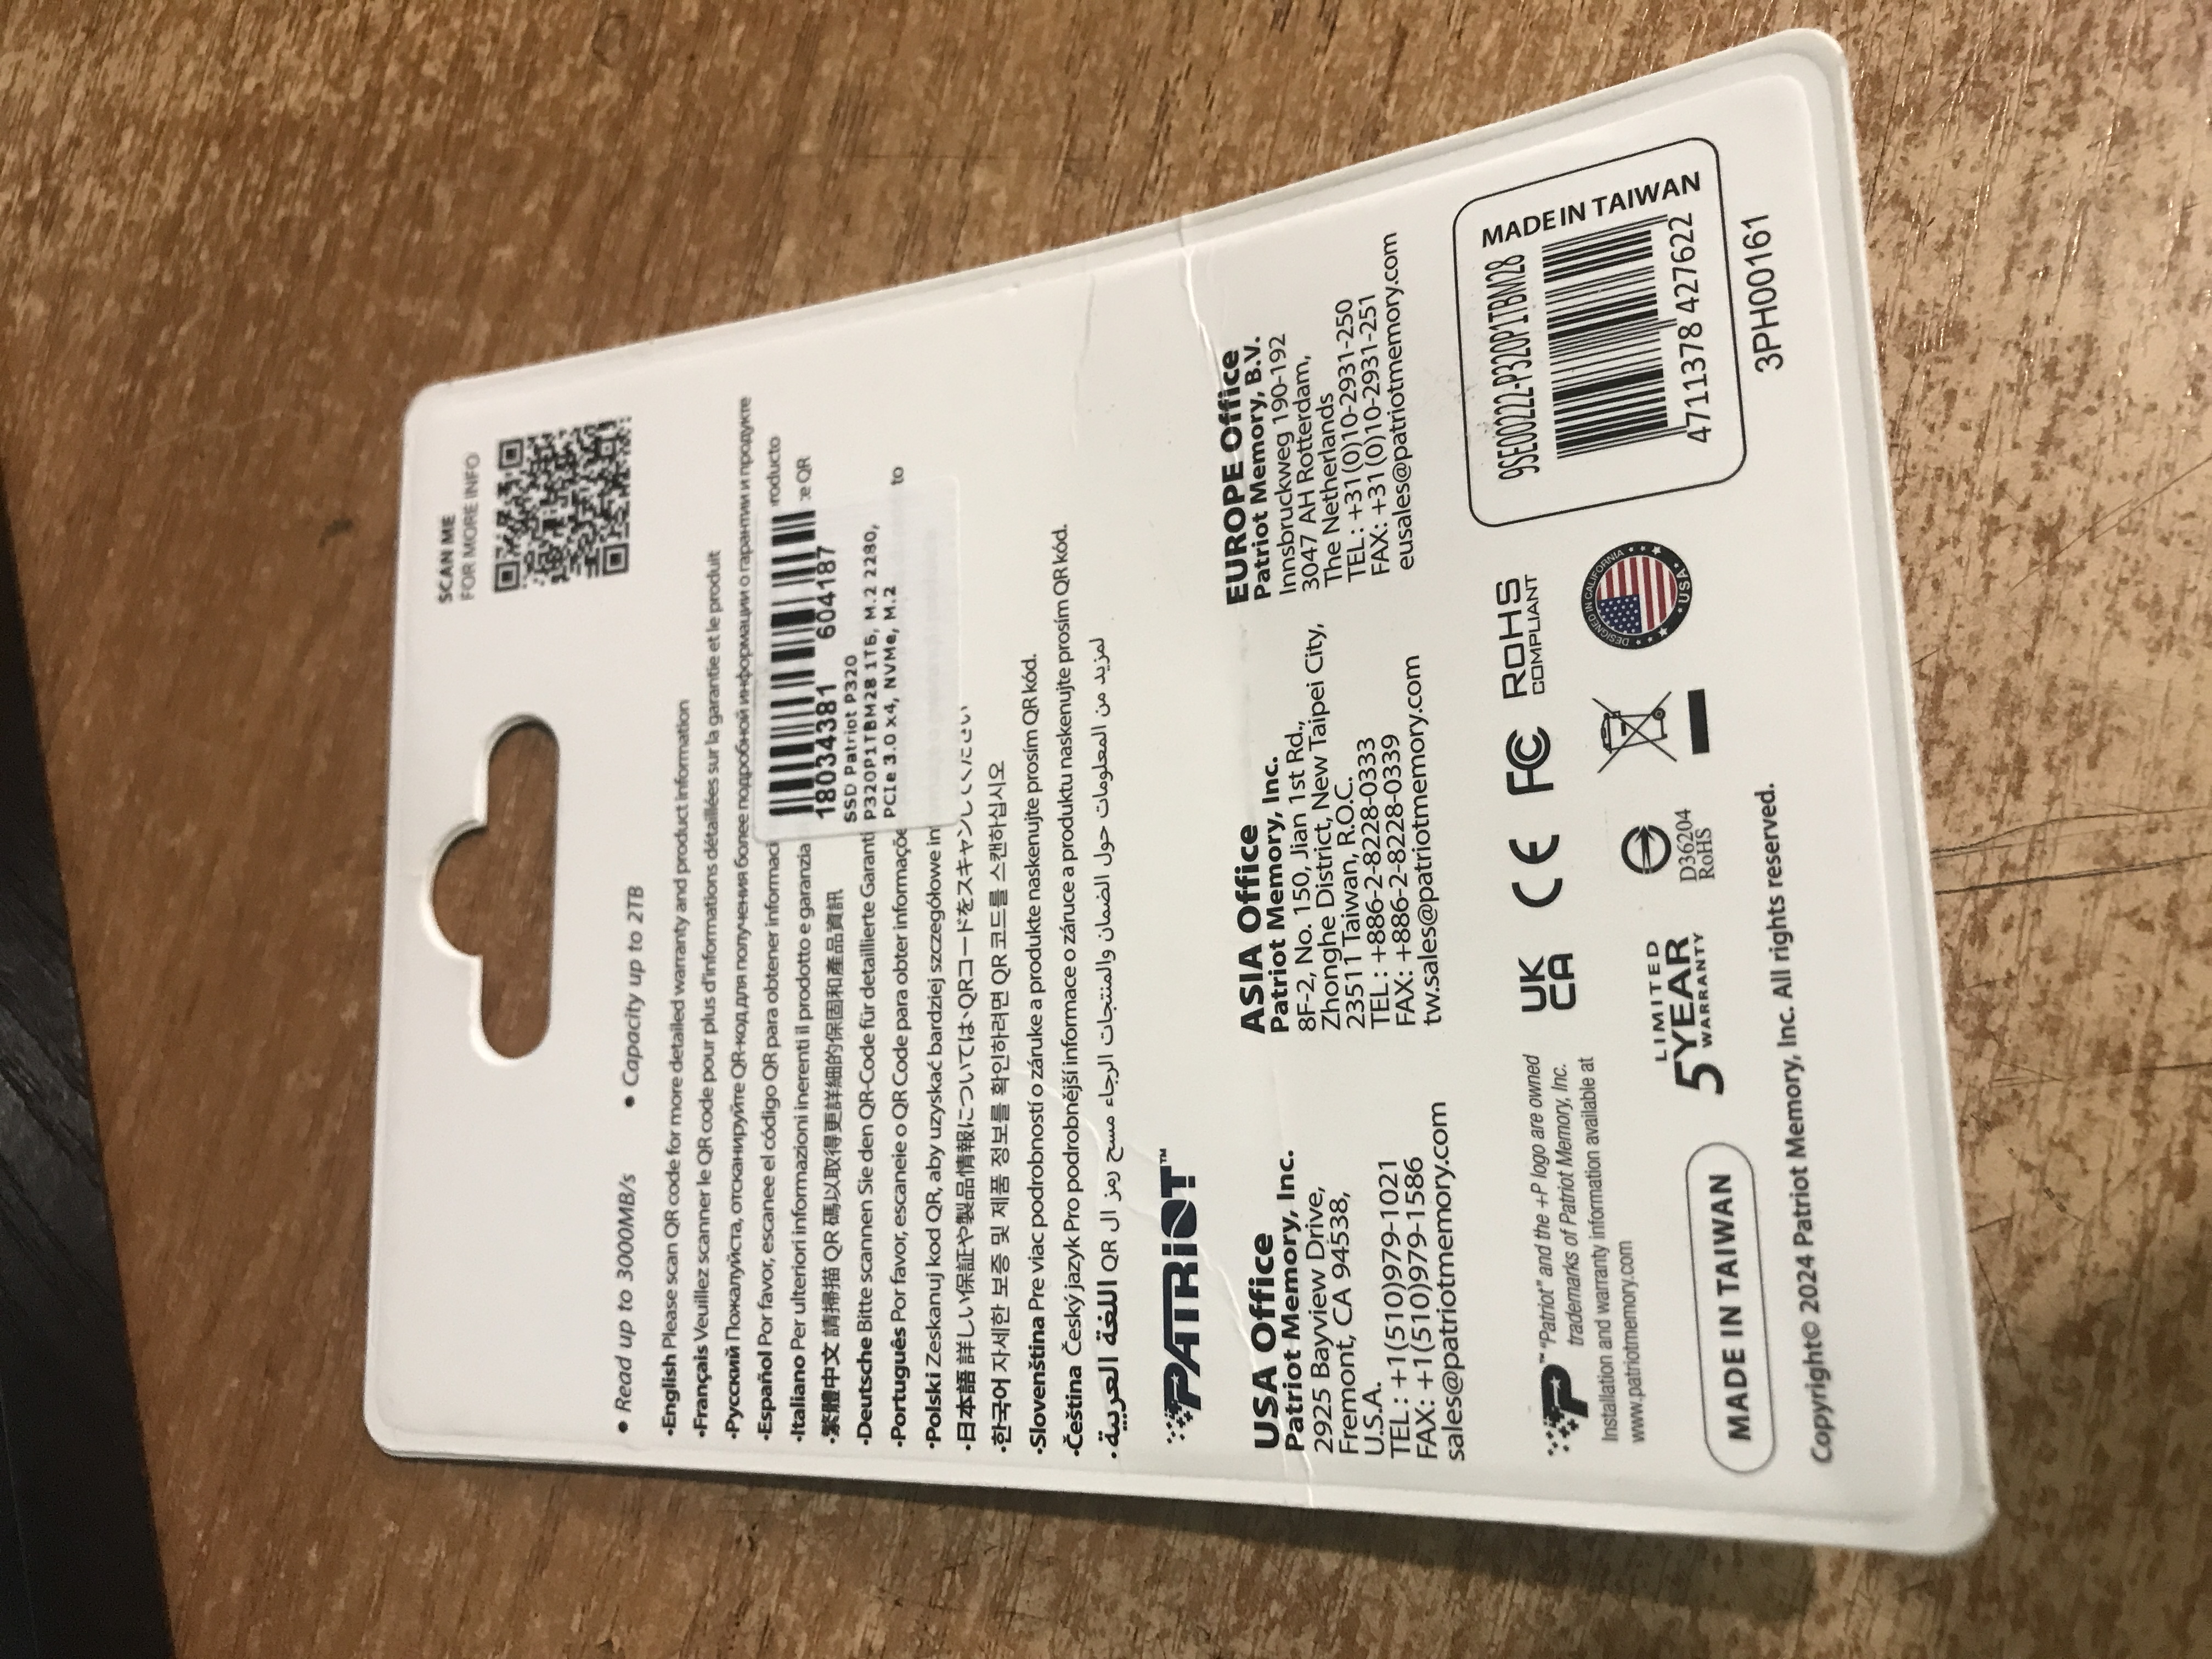 SCAN ME
FOR MORE INFO
• Read up to 3000MB/s • Capacity up to 2TB
•English Please scan QR code for more detailed warranty and product information
•Français Veuillez scanner le QR code pour plus d'informations détaillées sur la garantie et le produit
•Русский Пожалуйста, отсканируйте QR-код для получения более подробной информации о гарантии и продукте
•Español Por favor, escanee el código QR para obtener informaci roducto
•Italiano Per ulteriori informazioni inerenti il prodotto e garanzia QR
•繁體中文 請掃描 QR 碼以取得更詳細的保固和產品資訊
•Deutsche Bitte scannen Sie den QR-Code für detaillierte Garanti
•Português Por favor, escaneie o QR Code para obter informaçõe to
•Polski Zeskanuj kod QR, aby uzyskać bardziej szczegółowe in
•日本語 詳しい保証や製品情報については、QRコードをスキャンしてください
•한국어 자세한 보증 및 제품 정보를 확인하려면 QR 코드를 스캔하십시오
•Slovenština Pre viac podrobností o záruke a produkte naskenujte prosím QR kód.
•Čeština Český jazyk Pro podrobnější informace o záruce a produktu naskenujte prosím QR kód.
•اللغة العربية QR لمزيد من المعلومات حول الضمان والمنتجات الرجاء مسح رمز ال
18034381 604187
SSD Patriot P320
P320P1TBM28 1ТБ, M.2 2280,
PCIe 3.0 x4, NVMe, M.2
PATRIOT™
USA Office
Patriot Memory, Inc.
2925 Bayview Drive,
Fremont, CA 94538,
U.S.A.
TEL : +1(510)979-1021
FAX: +1(510)979-1586
sales@patriotmemory.com
ASIA Office
Patriot Memory, Inc.
8F-2, No. 150, Jian 1st Rd.,
Zhonghe District, New Taipei City,
23511 Taiwan, R.O.C.
TEL : +886-2-8228-0333
FAX: +886-2-8228-0339
tw.sales@patriotmemory.com
EUROPE Office
Patriot Memory, B.V.
Innsbruckweg 190-192
3047 AH Rotterdam,
The Netherlands
TEL : +31(0)10-2931-250
FAX: +31(0)10-2931-251
eusales@patriotmemory.com
P™ "Patriot" and the +P logo are owned
trademarks of Patriot Memory, Inc.
Installation and warranty information available at
www.patriotmemory.com
UK
CA
CE
FC
ROHS
COMPLIANT
MADE IN TAIWAN
LIMITED
5 YEAR
WARRANTY
D36204
RoHS
DESIGNED IN CALIFORNIA
USA
9SE00222-P320P1TBM28
MADE IN TAIWAN
4711378 427622
3PH00161
Copyright© 2024 Patriot Memory, Inc. All rights reserved.